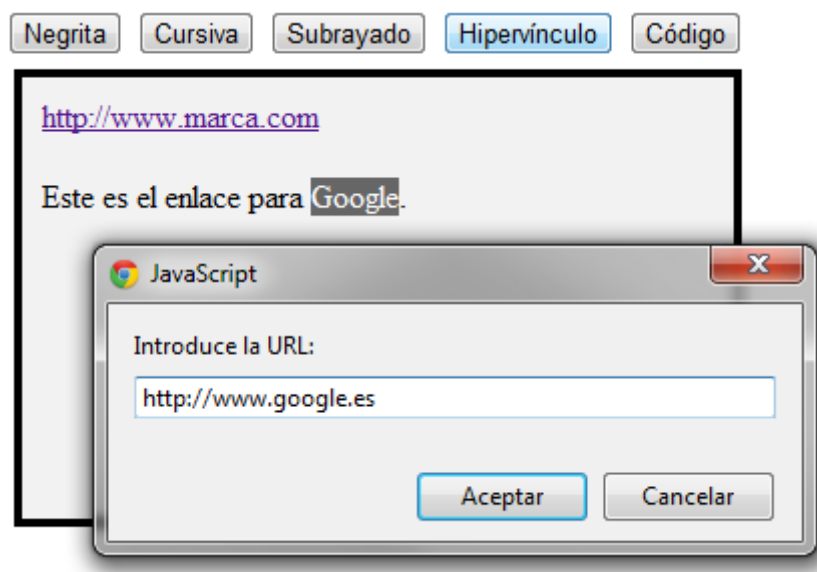 Negrita Cursiva Subrayado Hipervínculo Código
http://www.marca.com
Este es el enlace para Google.
JavaScript
x
Introduce la URL:
http://www.google.es
Aceptar Cancelar